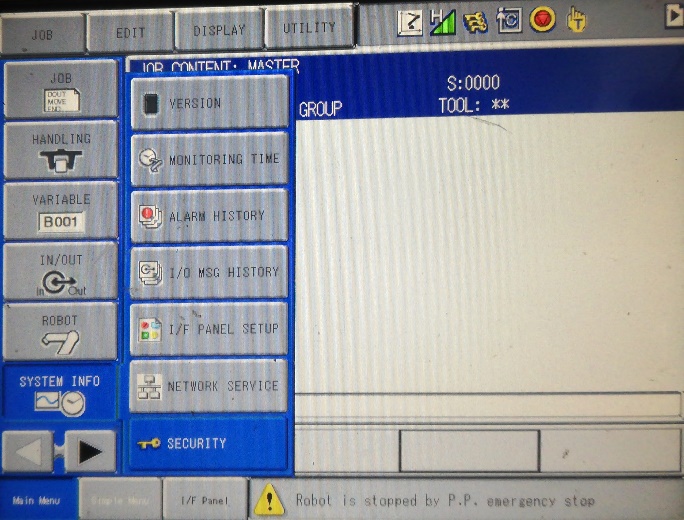 JOB
EDIT
DISPLAY
UTILITY
JOB CONTENT: MASTER
S:0000
GROUP
TOOL: **
JOB
DOUT
MOVE
END
HANDLING
VARIABLE
B001
IN/OUT
In Out
ROBOT
SYSTEM INFO
VERSION
MONITORING TIME
ALARM HISTORY
I/O MSG HISTORY
I/F PANEL SETUP
NETWORK SERVICE
SECURITY
Main Menu
Simple Menu
I/F Panel
Robot is stopped by P.P. emergency stop